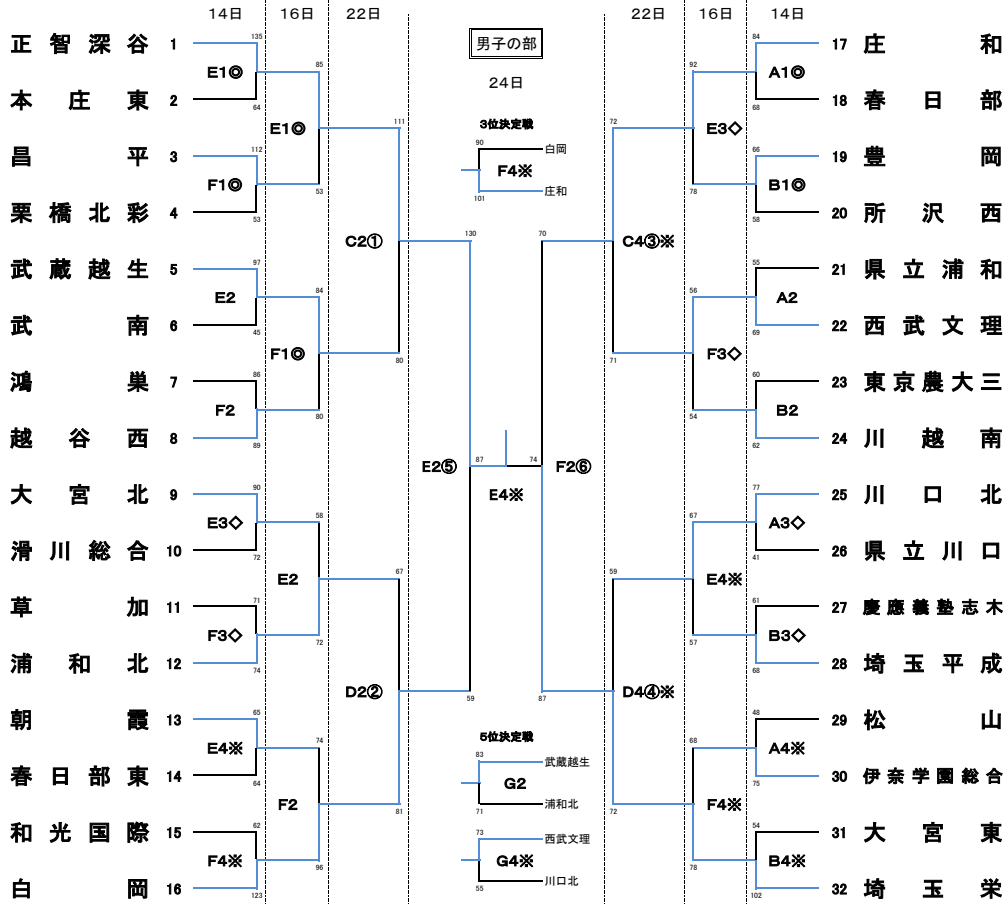 14日 16日 22日 22日 16日 14日
男子の部
24日
3位決定戦
90 白岡
F4※
101 庄和
正智深谷 1 135
E1◎
本庄東 2 64
85
E1◎
昌平 3 112
F1◎
栗橋北彩 4 53
53
111
C2①
武蔵越生 5 97
E2
武南 6 45
84
F1◎
鴻巣 7 86
F2
越谷西 8 89
80
80
130
E2⑤
大宮北 9 90
E3◇
滑川総合 10 72
58
E2
草加 11 71
F3◇
浦和北 12 74
72
67
D2②
朝霞 13 65
E4※
春日部東 14 64
74
F2
和光国際 15 62
F4※
白岡 16 123
96
81
59
87 74
E4※
84 17 庄和
A1◎
68 18 春日部
92
E3◇
66 19 豊岡
B1◎
58 20 所沢西
78
72
C4③※
55 21 県立浦和
A2
69 22 西武文理
56
F3◇
60 23 東京農大三
B2
62 24 川越南
54
71
70
F2⑥
77 25 川口北
A3◇
41 26 県立川口
67
E4※
61 27 慶應義塾志木
B3◇
68 28 埼玉平成
57
59
D4④※
48 29 松山
A4※
75 30 伊奈学園総合
68
F4※
54 31 大宮東
B4※
102 32 埼玉栄
78
72
87
5位決定戦
83 武蔵越生
G2
71 浦和北
73 西武文理
G4※
55 川口北